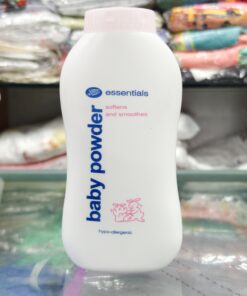 Boots
essentials
softens
and smoothes
baby powder
hypo-allergenic